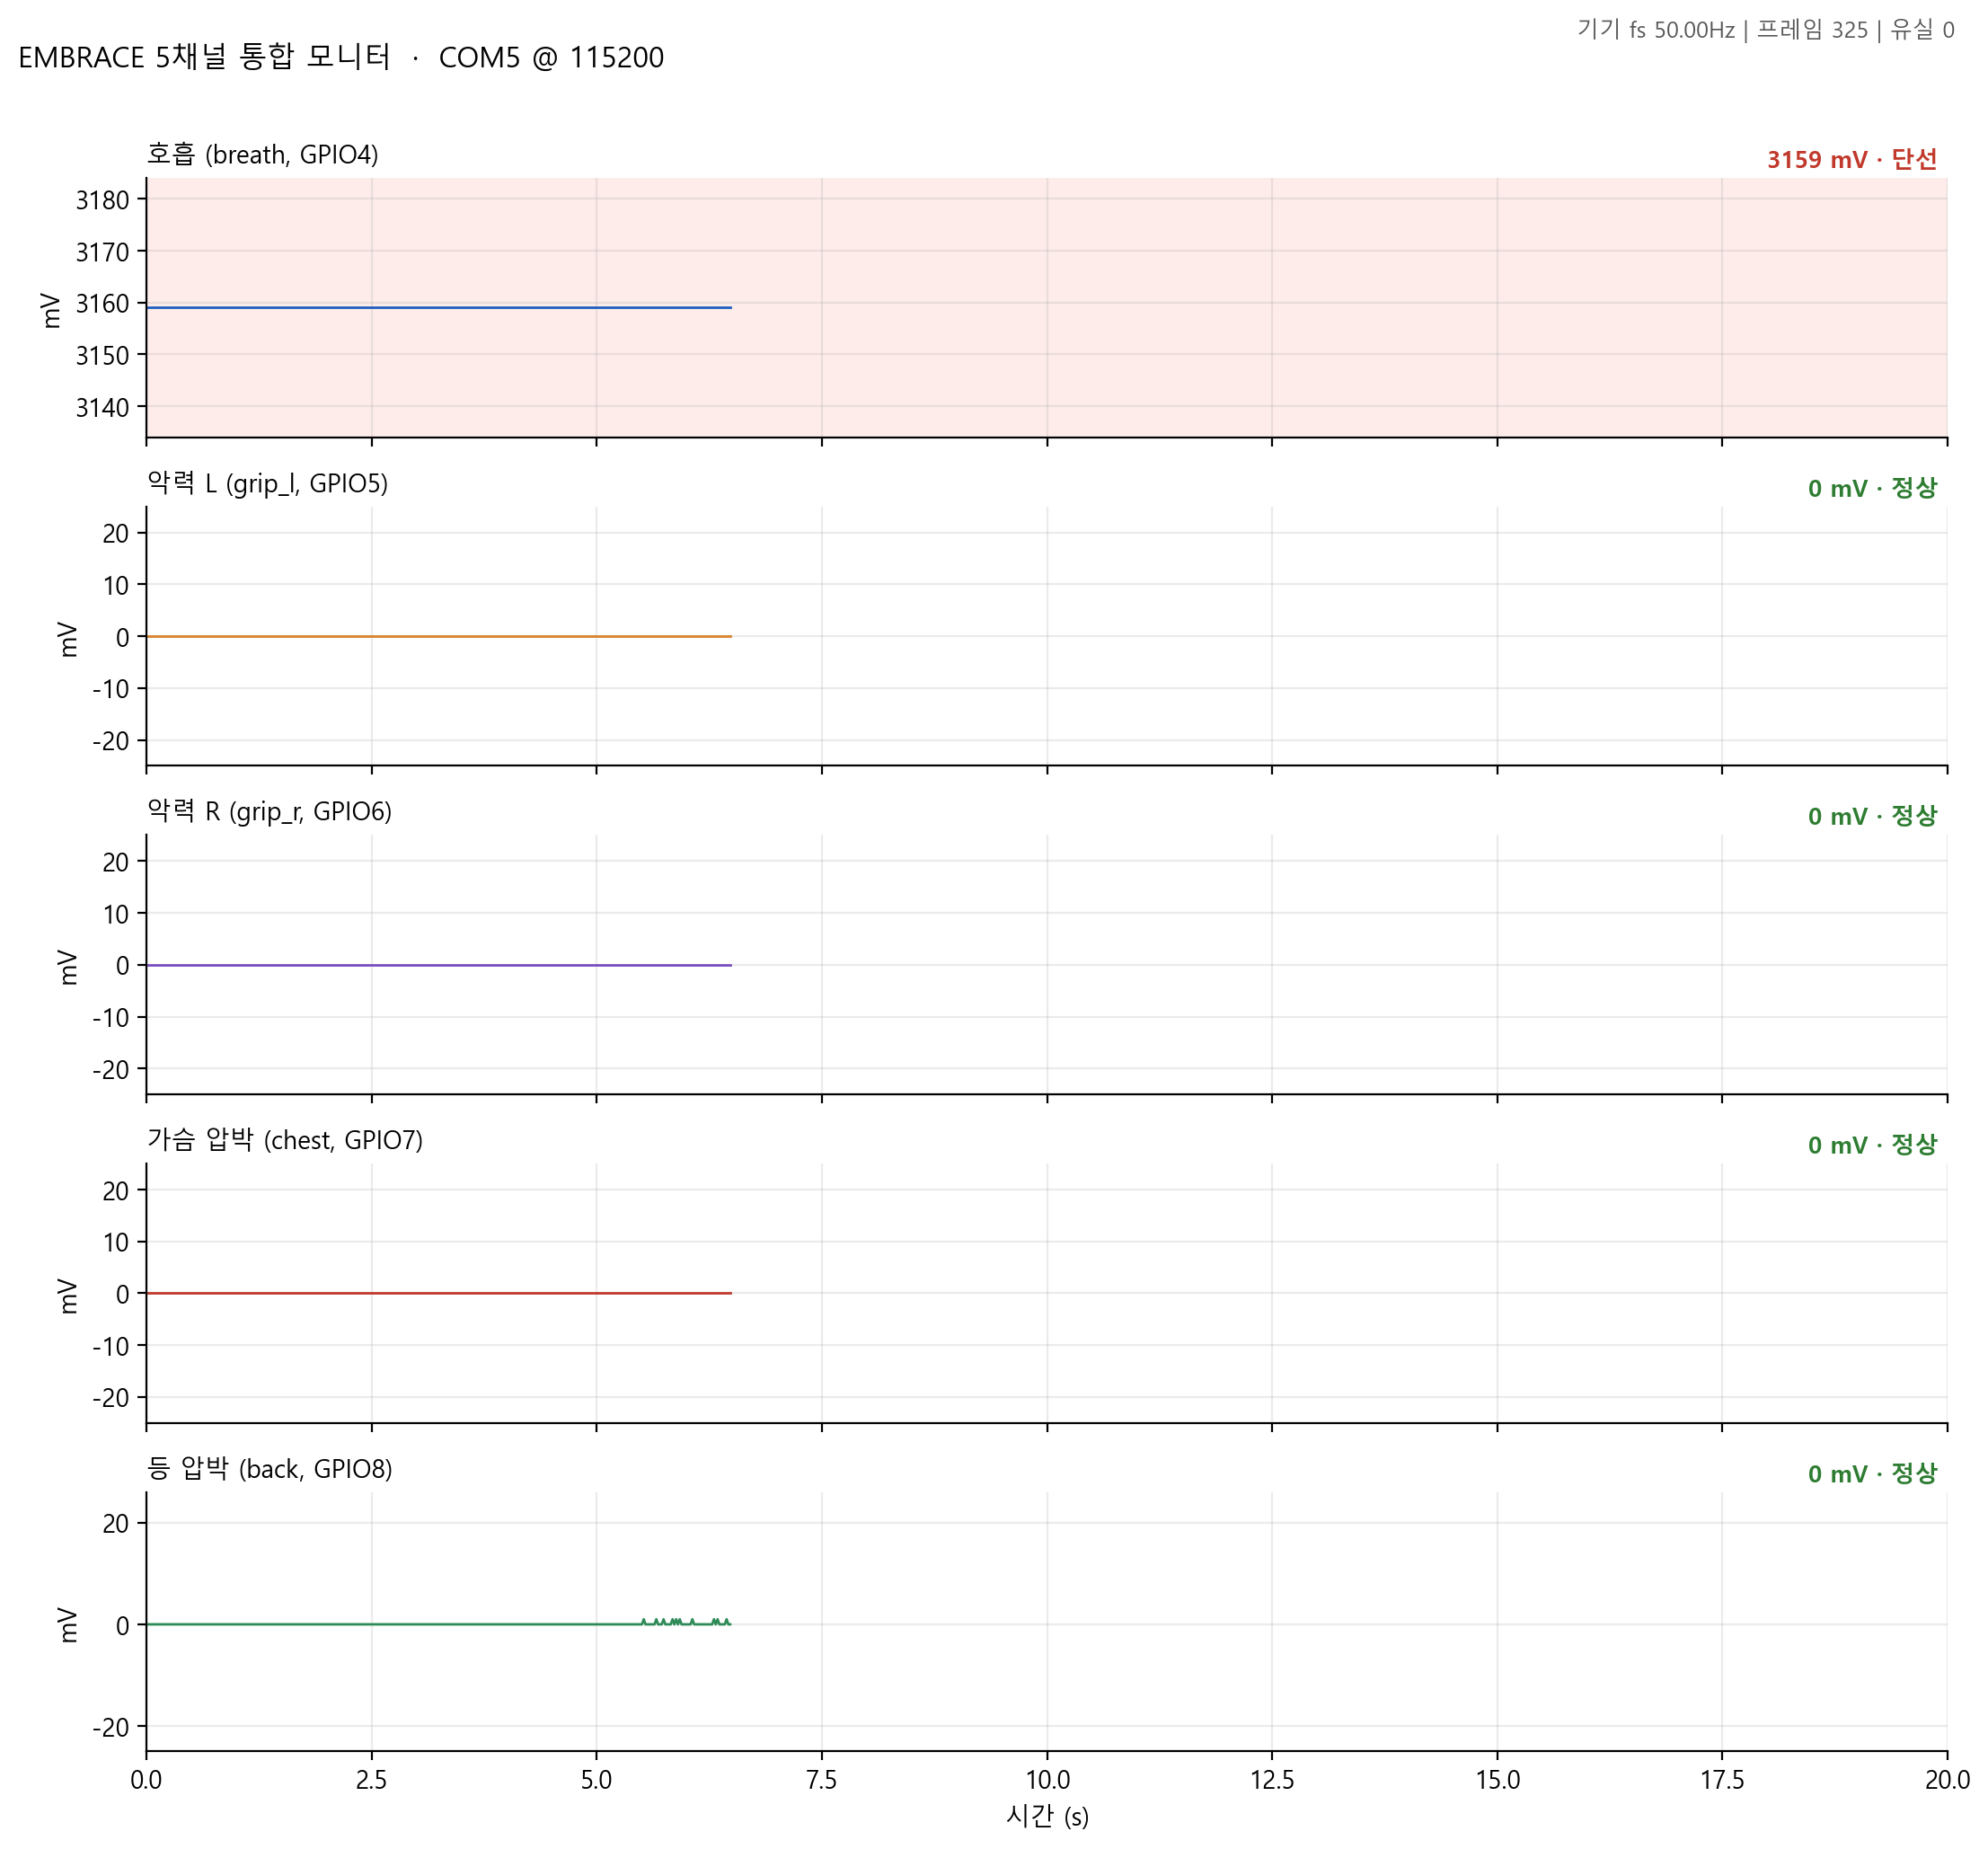 기기 fs 50.00Hz | 프레임 325 | 유실 0
EMBRACE 5채널 통합 모니터 · COM5 @ 115200
호흡 (breath, GPIO4)
3159 mV · 단선
3180
3170
3160
3150
3140
mV
악력 L (grip_l, GPIO5)
0 mV · 정상
20
10
0
-10
-20
mV
악력 R (grip_r, GPIO6)
0 mV · 정상
20
10
0
-10
-20
mV
가슴 압박 (chest, GPIO7)
0 mV · 정상
20
10
0
-10
-20
mV
등 압박 (back, GPIO8)
0 mV · 정상
20
0
-20
mV
0.0 2.5 5.0 7.5 10.0 12.5 15.0 17.5 20.0
시간 (s)